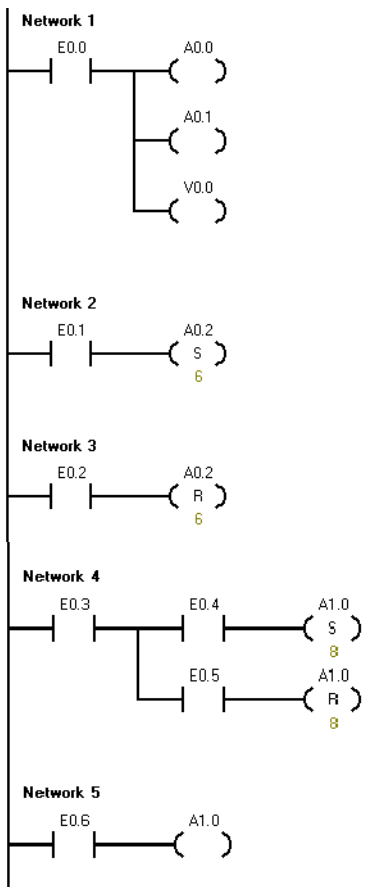 Network 1
E0.0 A0.0
A0.1
V0.0
Network 2
E0.1 A0.2
S
6
Network 3
E0.2 A0.2
R
6
Network 4
E0.3 E0.4 A1.0
S
8
E0.5 A1.0
R
8
Network 5
E0.6 A1.0